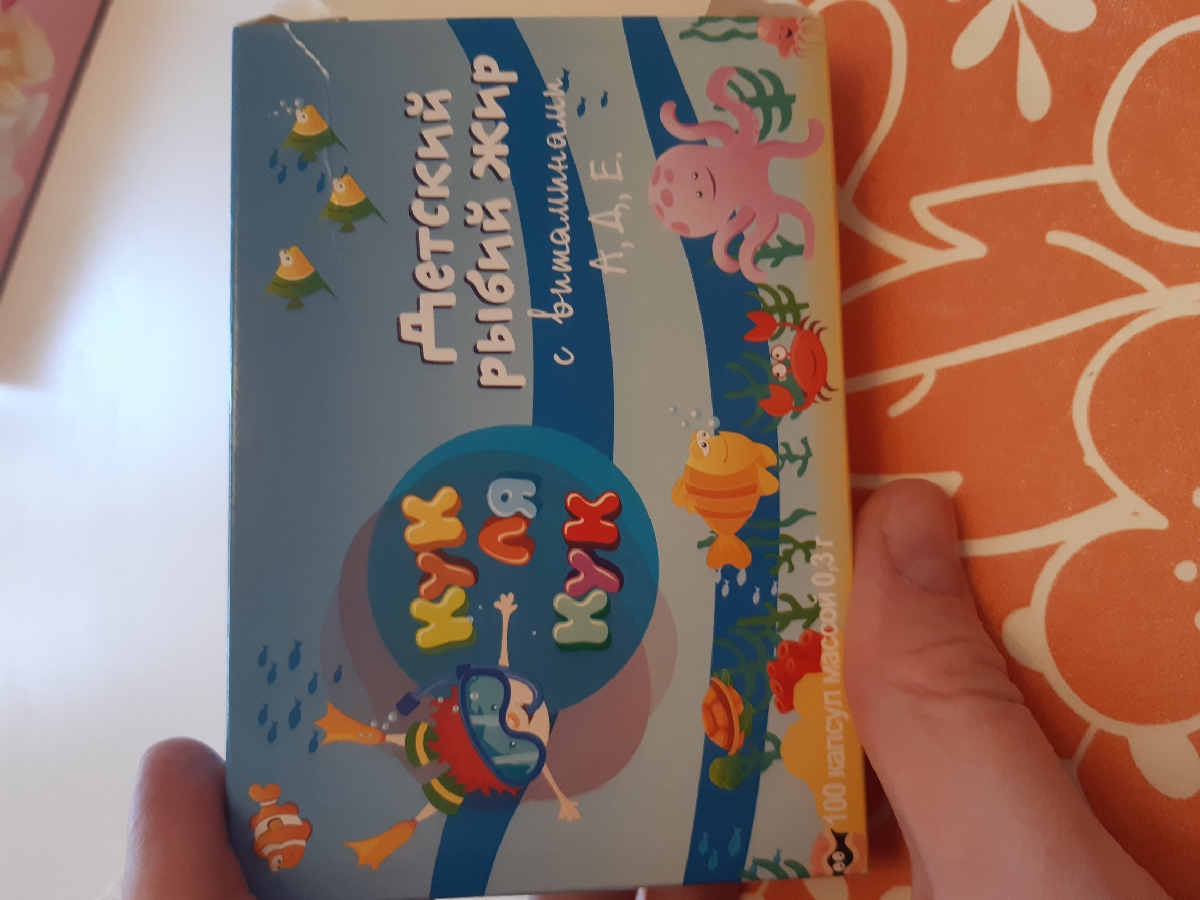 Детский
рыбий жир
с витаминами
А, Д, Е.
КУК
ЛЯ
КУК
100 капсул массой 0,3 г